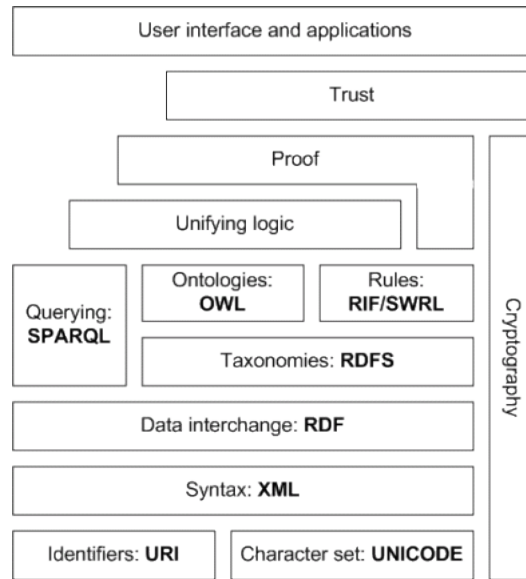 User interface and applications
Trust
Proof
Unifying logic
Querying:
SPARQL
Ontologies:
OWL
Rules:
RIF/SWRL
Taxonomies: RDFS
Data interchange: RDF
Syntax: XML
Identifiers: URI
Character set: UNICODE
Cryptography